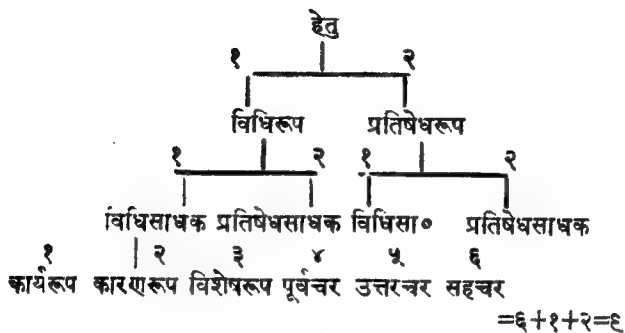 हेतु
१ २
विधिरूप प्रतिषेधरूप
१ २ १ २
विधिसाधक प्रतिषेधसाधक विधिसा० प्रतिषेधसाधक
१ २ ३ ४ ५ ६
कार्यरूप कारणरूप विशेषरूप पूर्वचर उत्तरचर सहचर
=६+१+२=९